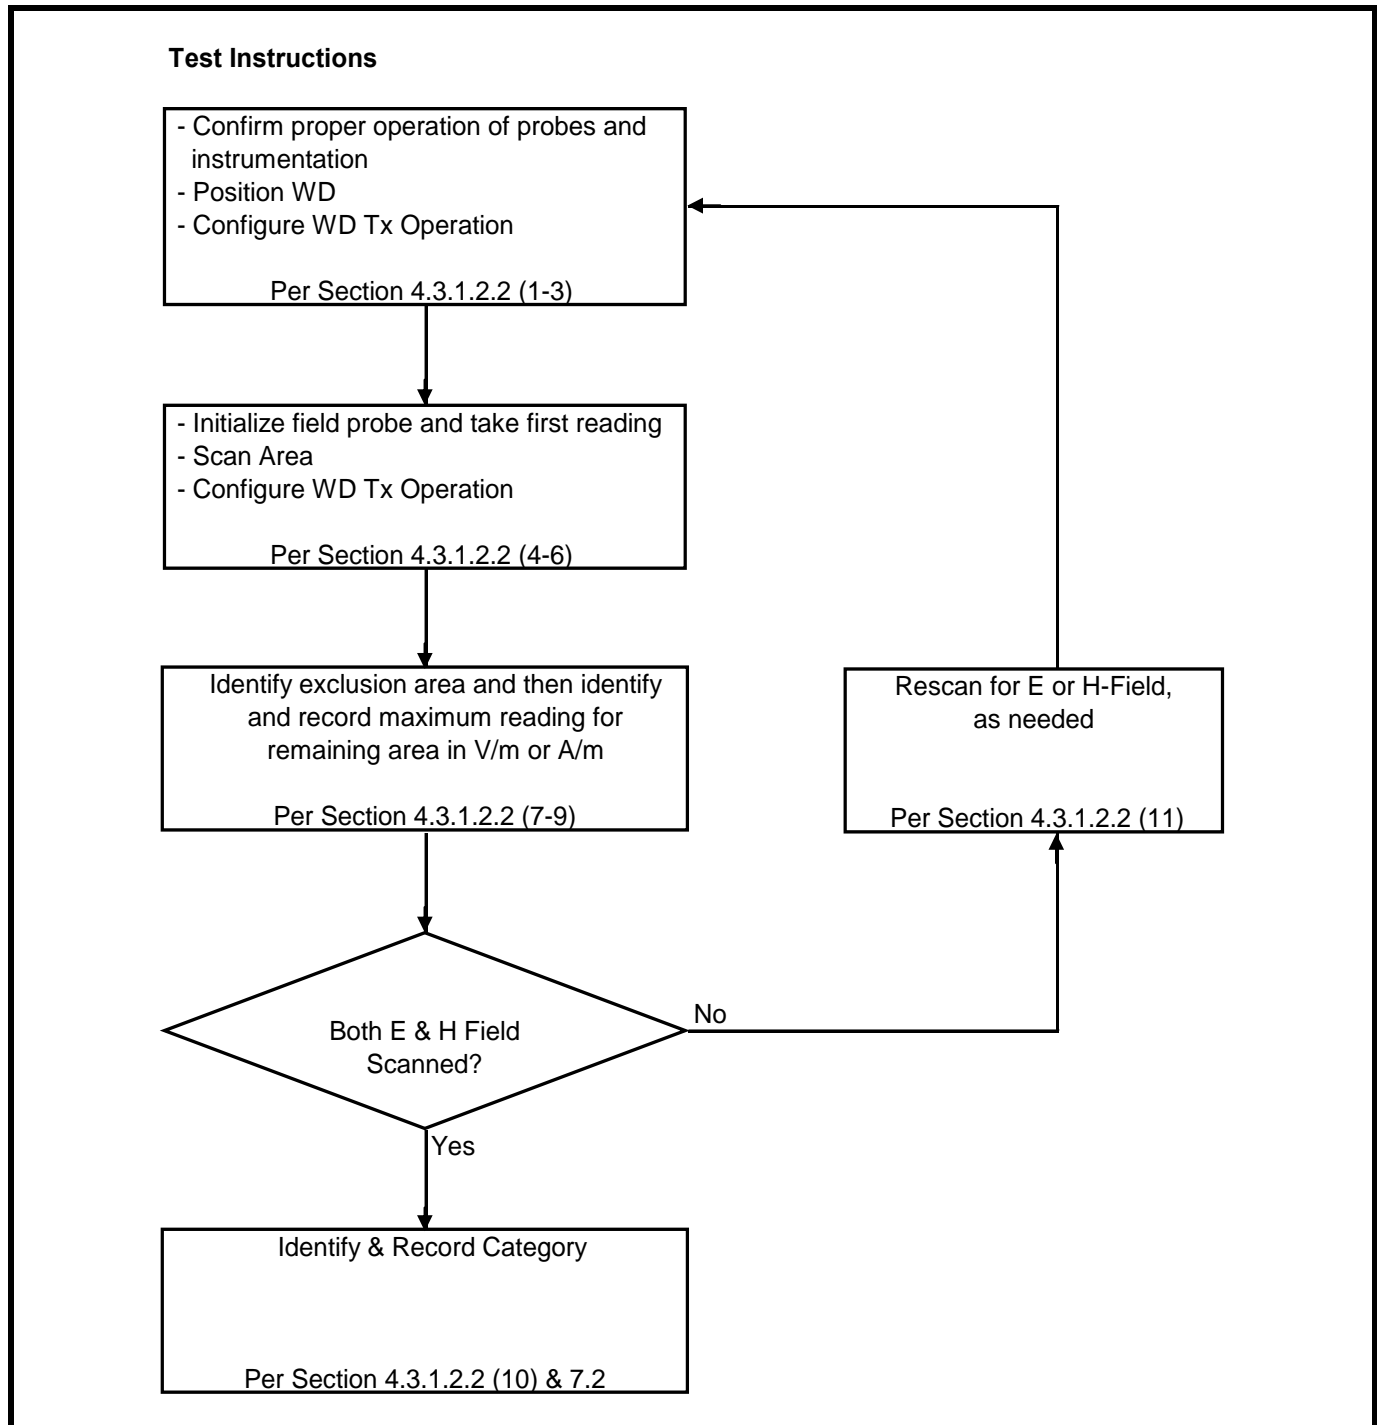 Test Instructions
- Confirm proper operation of probes and
instrumentation
- Position WD
- Configure WD Tx Operation
Per Section 4.3.1.2.2 (1-3)
- Initialize field probe and take first reading
- Scan Area
- Configure WD Tx Operation
Per Section 4.3.1.2.2 (4-6)
Identify exclusion area and then identify
and record maximum reading for
remaining area in V/m or A/m
Per Section 4.3.1.2.2 (7-9)
Rescan for E or H-Field,
as needed
Per Section 4.3.1.2.2 (11)
Both E & H Field
Scanned?
No
Yes
Identify & Record Category
Per Section 4.3.1.2.2 (10) & 7.2